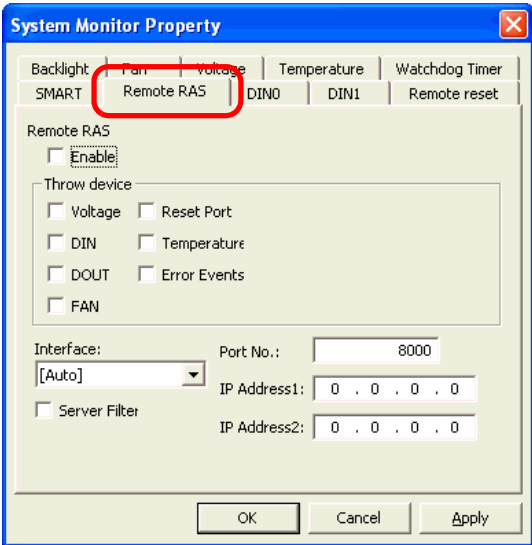 System Monitor Property
Backlight Fan Voltage Temperature Watchdog Timer
SMART Remote RAS DIN0 DIN1 Remote reset
Remote RAS
Enable
Throw device
Voltage Reset Port
DIN Temperature
DOUT Error Events
FAN
Interface: Port No.: 8000
[Auto] IP Address1: 0 . 0 . 0 . 0
Server Filter IP Address2: 0 . 0 . 0 . 0
OK Cancel Apply